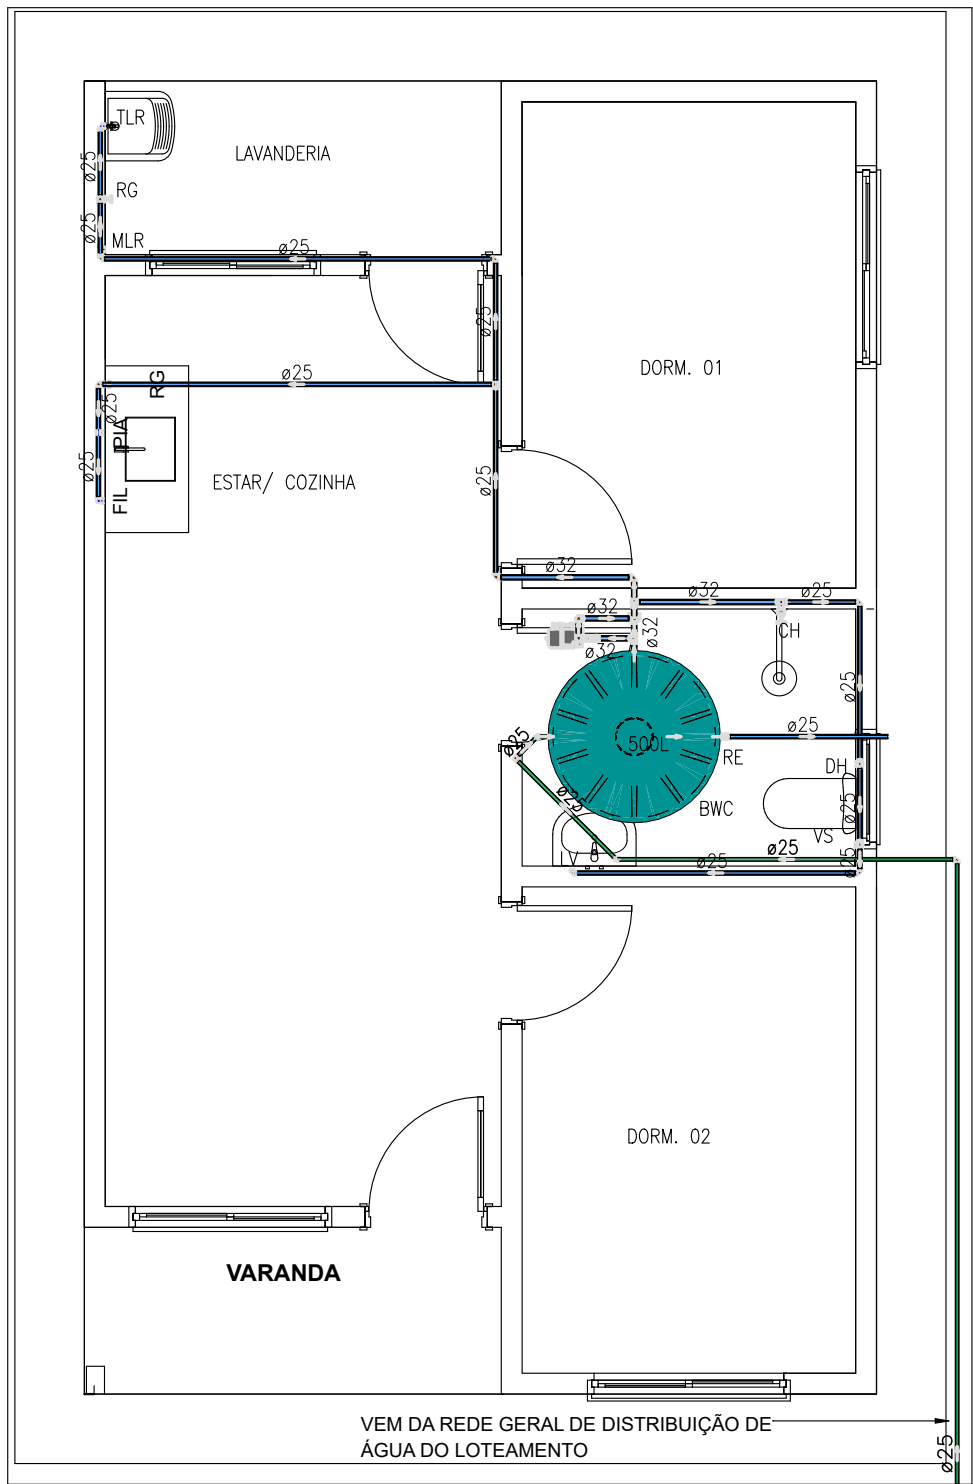 TLR
LAVANDERIA
ø25
RG
ø25
MLR
ø25
ø25
DORM. 01
ø25
RG
ø25
PIA
ø25
FIL
ESTAR/ COZINHA
ø25
ø32
ø32
ø25
ø32
ø32
ø32
CH
ø25
ø25
500L
RE
ø25
DH
ø25
BWC
ø25
VS
LV
ø25
ø25
ø25
DORM. 02
VARANDA
VEM DA REDE GERAL DE DISTRIBUIÇÃO DE
ÁGUA DO LOTEAMENTO
ø25